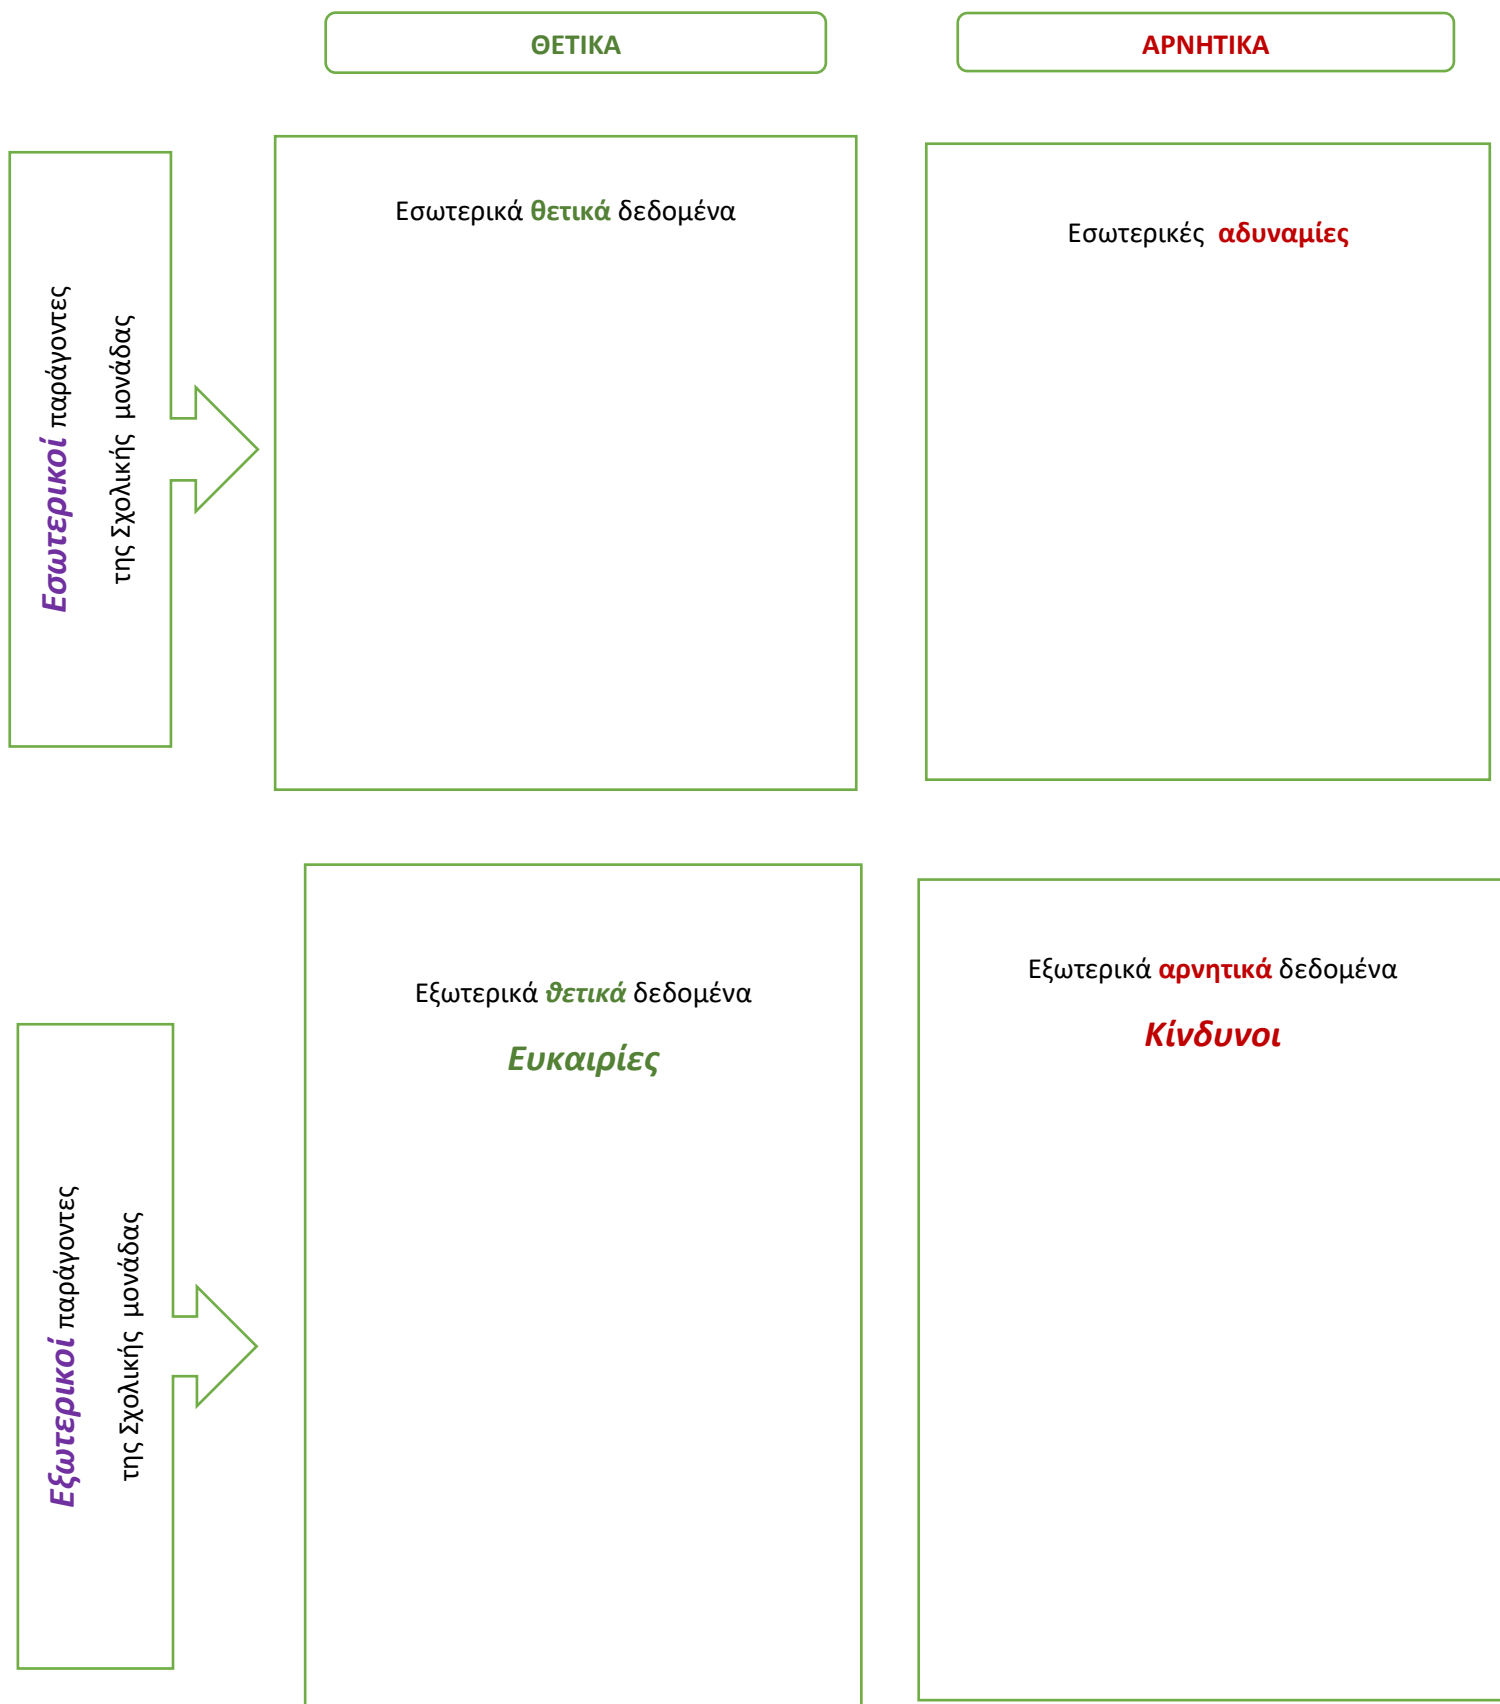 ΘΕΤΙΚΑ
ΑΡΝΗΤΙΚΑ
Εσωτερικοί παράγοντες
της Σχολικής μονάδας
Εσωτερικά θετικά δεδομένα
Εσωτερικές αδυναμίες
Εξωτερικοί παράγοντες
της Σχολικής μονάδας
Εξωτερικά θετικά δεδομένα
Ευκαιρίες
Εξωτερικά αρνητικά δεδομένα
Κίνδυνοι